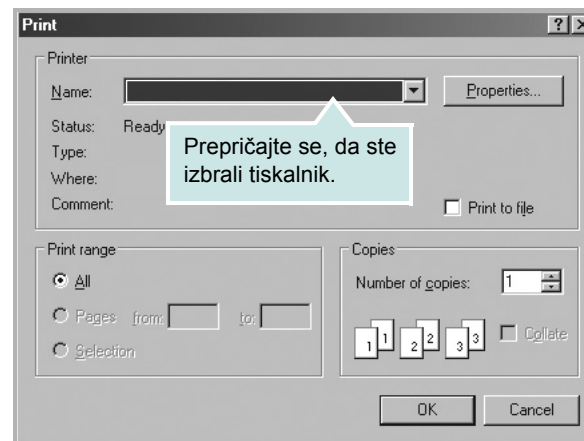 Print
Printer
Name:
Properties...
Status: Ready
Type:
Where:
Comment:
Prepričajte se, da ste
izbrali tiskalnik.
Print to file
Print range
All
Pages from: to:
Selection
Copies
Number of copies: 1
1 1 2 2 3 3
Collate
OK Cancel